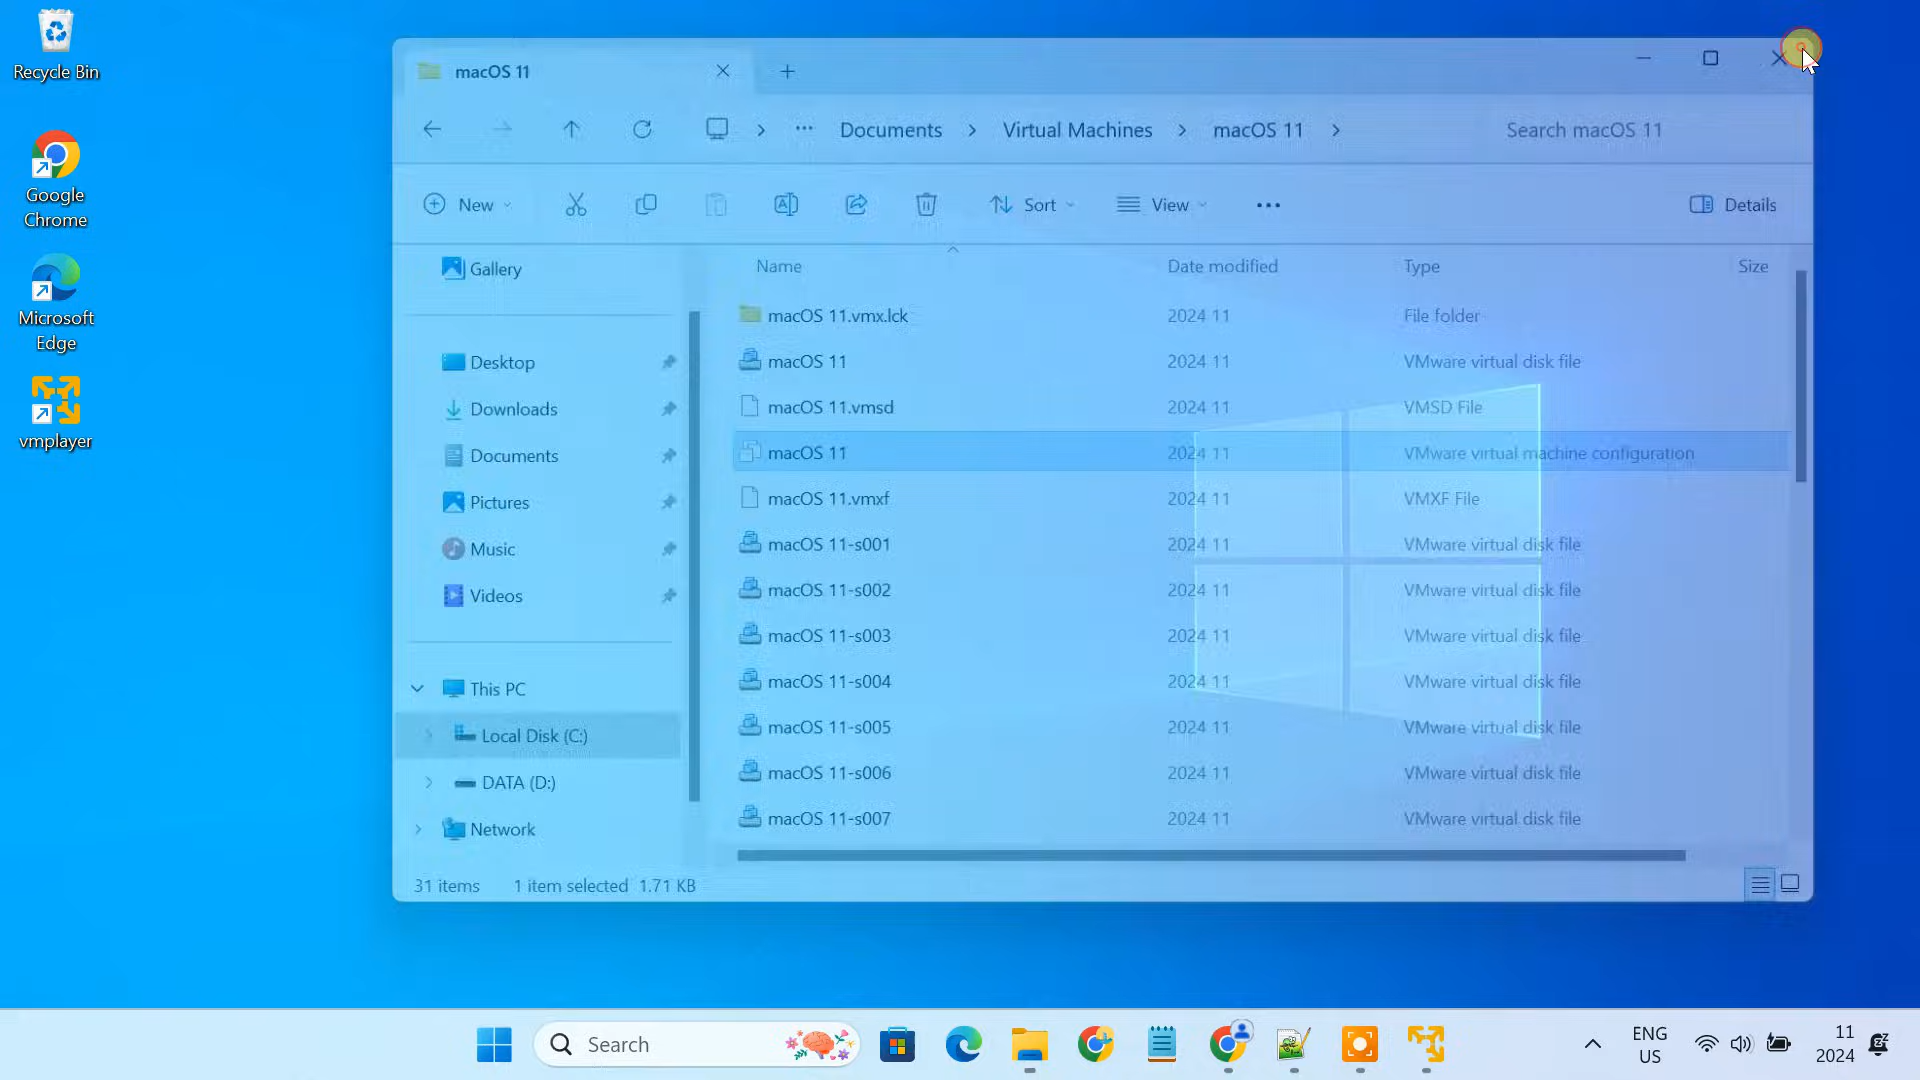 Recycle Bin
Google
Chrome
Microsoft
Edge
vmplayer
macOS 11
Documents
Virtual Machines
macOS 11
Search macOS 11
New
Sort
View
Details
Gallery
Desktop
Downloads
Documents
Pictures
Music
Videos
This PC
Local Disk (C:)
DATA (D:)
Network
Name Date modified Type Size
macOS 11.vmx.lck 2024 11 File folder
macOS 11 2024 11 VMware virtual disk file
macOS 11.vmsd 2024 11 VMSD File
macOS 11 2024 11 VMware virtual machine configuration
macOS 11.vmxf 2024 11 VMXF File
macOS 11-s001 2024 11 VMware virtual disk file
macOS 11-s002 2024 11 VMware virtual disk file
macOS 11-s003 2024 11 VMware virtual disk file
macOS 11-s004 2024 11 VMware virtual disk file
macOS 11-s005 2024 11 VMware virtual disk file
macOS 11-s006 2024 11 VMware virtual disk file
macOS 11-s007 2024 11 VMware virtual disk file
31 items 1 item selected 1.71 KB
Search
ENG
US
11
2024